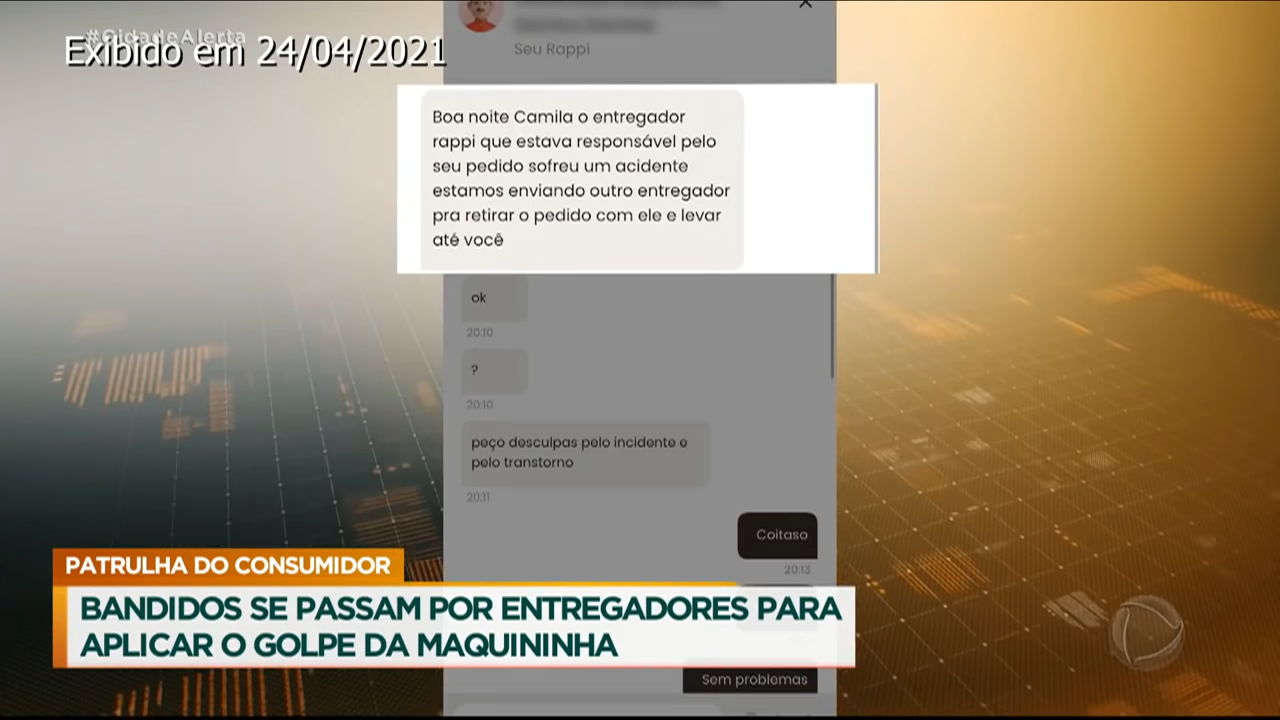 #CidadeAlerta
Exibido em 24/04/2021
Seu Rappi
Boa noite Camila o entregador
rappi que estava responsável pelo
seu pedido sofreu um acidente
estamos enviando outro entregador
pra retirar o pedido com ele e levar
até você
ok
20:10
?
20:10
peço desculpas pelo incidente e
pelo transtorno
20:11
Coitaso
20:13
Sem problemas
PATRULHA DO CONSUMIDOR
BANDIDOS SE PASSAM POR ENTREGADORES PARA
APLICAR O GOLPE DA MAQUININHA